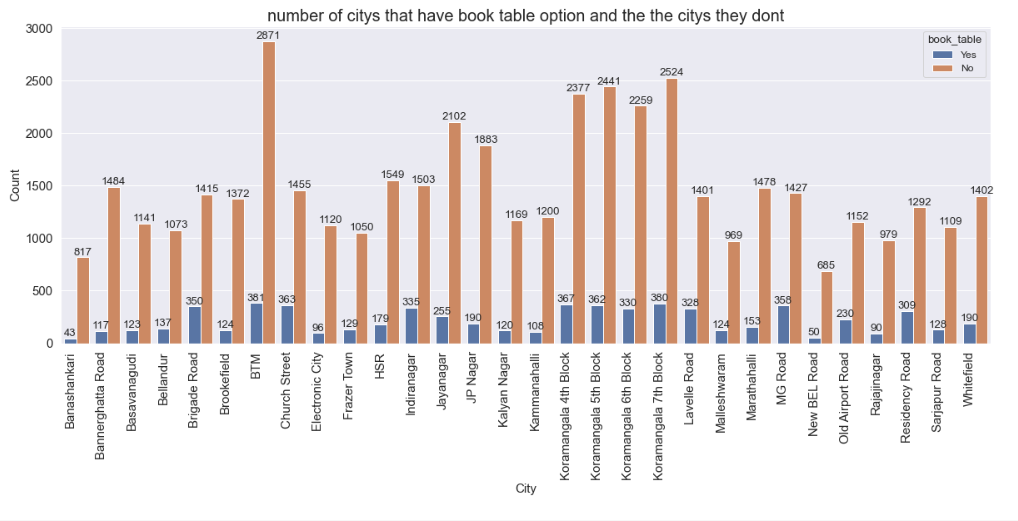 number of citys that have book table option and the the citys they dont
book_table
Yes
No
Count
3000
2500
2000
1500
1000
500
0
43 817
117 1484
123 1141
137 1073
350 1415
124 1372
381 2871
363 1455
96 1120
129 1050
179 1549
335 1503
255 2102
190 1883
120 1169
108 1200
367 2377
362 2441
330 2259
380 2524
328 1401
124 969
153 1478
358 1427
50 685
230 1152
90 979
309 1292
128 1109
190 1402
Banashankari
Bannerghatta Road
Basavanagudi
Bellandur
Brigade Road
Brookefield
BTM
Church Street
Electronic City
Frazer Town
HSR
Indiranagar
Jayanagar
JP Nagar
Kalyan Nagar
Kammanahalli
Koramangala 4th Block
Koramangala 5th Block
Koramangala 6th Block
Koramangala 7th Block
Lavelle Road
Malleshwaram
Marathahalli
MG Road
New BEL Road
Old Airport Road
Rajajinagar
Residency Road
Sarjapur Road
Whitefield
City